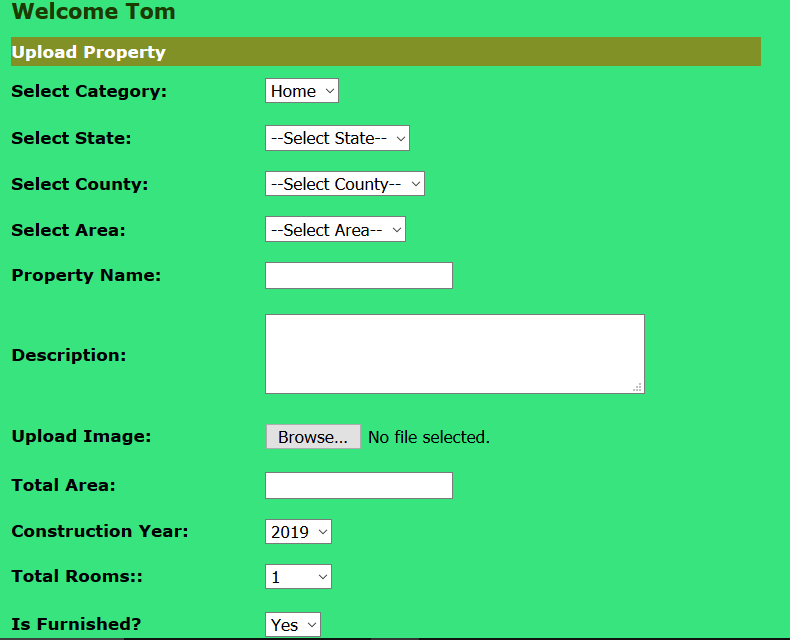 Welcome Tom
Upload Property
Select Category: Home
Select State: --Select State--
Select County: --Select County--
Select Area: --Select Area--
Property Name:
Description:
Upload Image: Browse... No file selected.
Total Area:
Construction Year: 2019
Total Rooms:: 1
Is Furnished? Yes